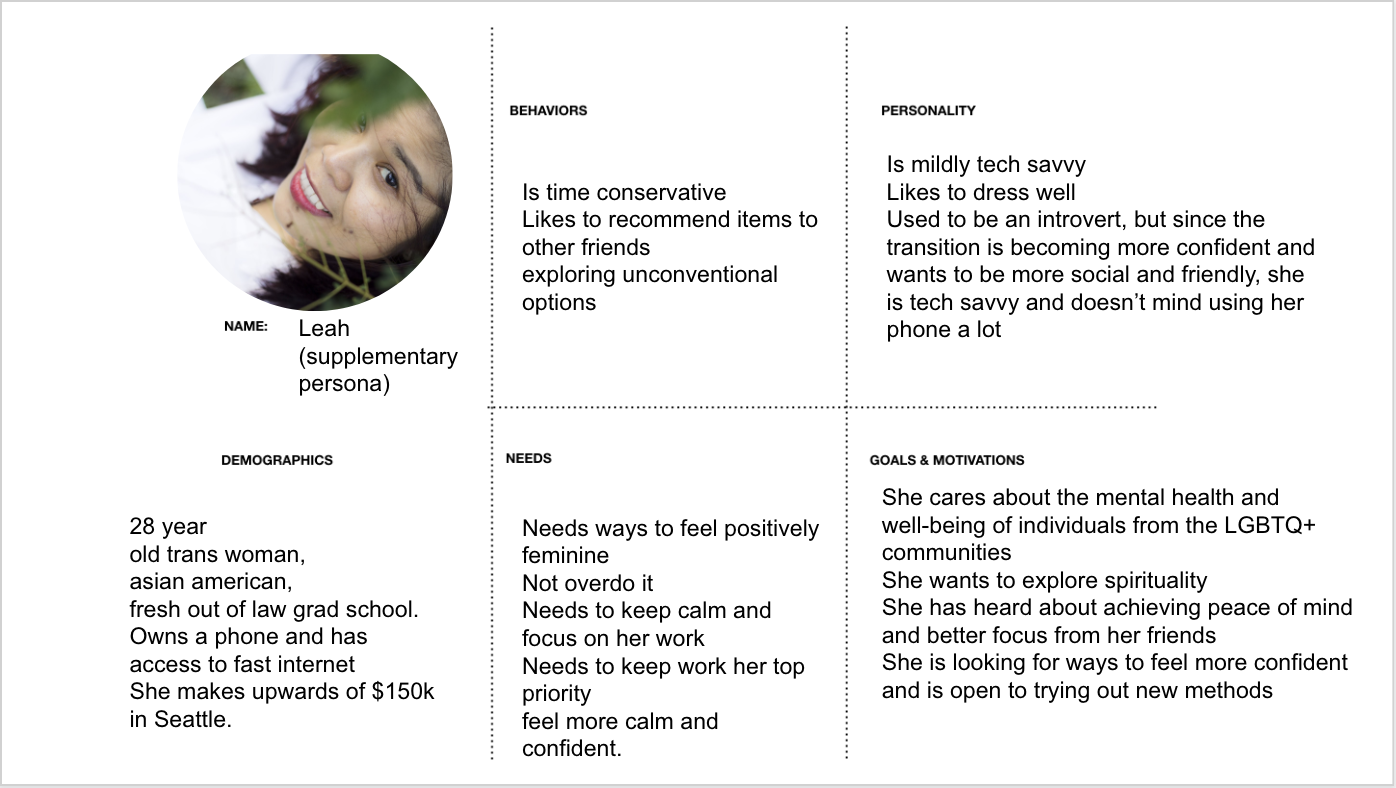 NAME:
Leah
(supplementary
persona)
BEHAVIORS
Is time conservative
Likes to recommend items to
other friends
exploring unconventional
options
PERSONALITY
Is mildly tech savvy
Likes to dress well
Used to be an introvert, but since the
transition is becoming more confident and
wants to be more social and friendly, she
is tech savvy and doesn’t mind using her
phone a lot
DEMOGRAPHICS
28 year
old trans woman,
asian american,
fresh out of law grad school.
Owns a phone and has
access to fast internet
She makes upwards of $150k
in Seattle.
NEEDS
Needs ways to feel positively
feminine
Not overdo it
Needs to keep calm and
focus on her work
Needs to keep work her top
priority
feel more calm and
confident.
GOALS & MOTIVATIONS
She cares about the mental health and
well-being of individuals from the LGBTQ+
communities
She wants to explore spirituality
She has heard about achieving peace of mind
and better focus from her friends
She is looking for ways to feel more confident
and is open to trying out new methods